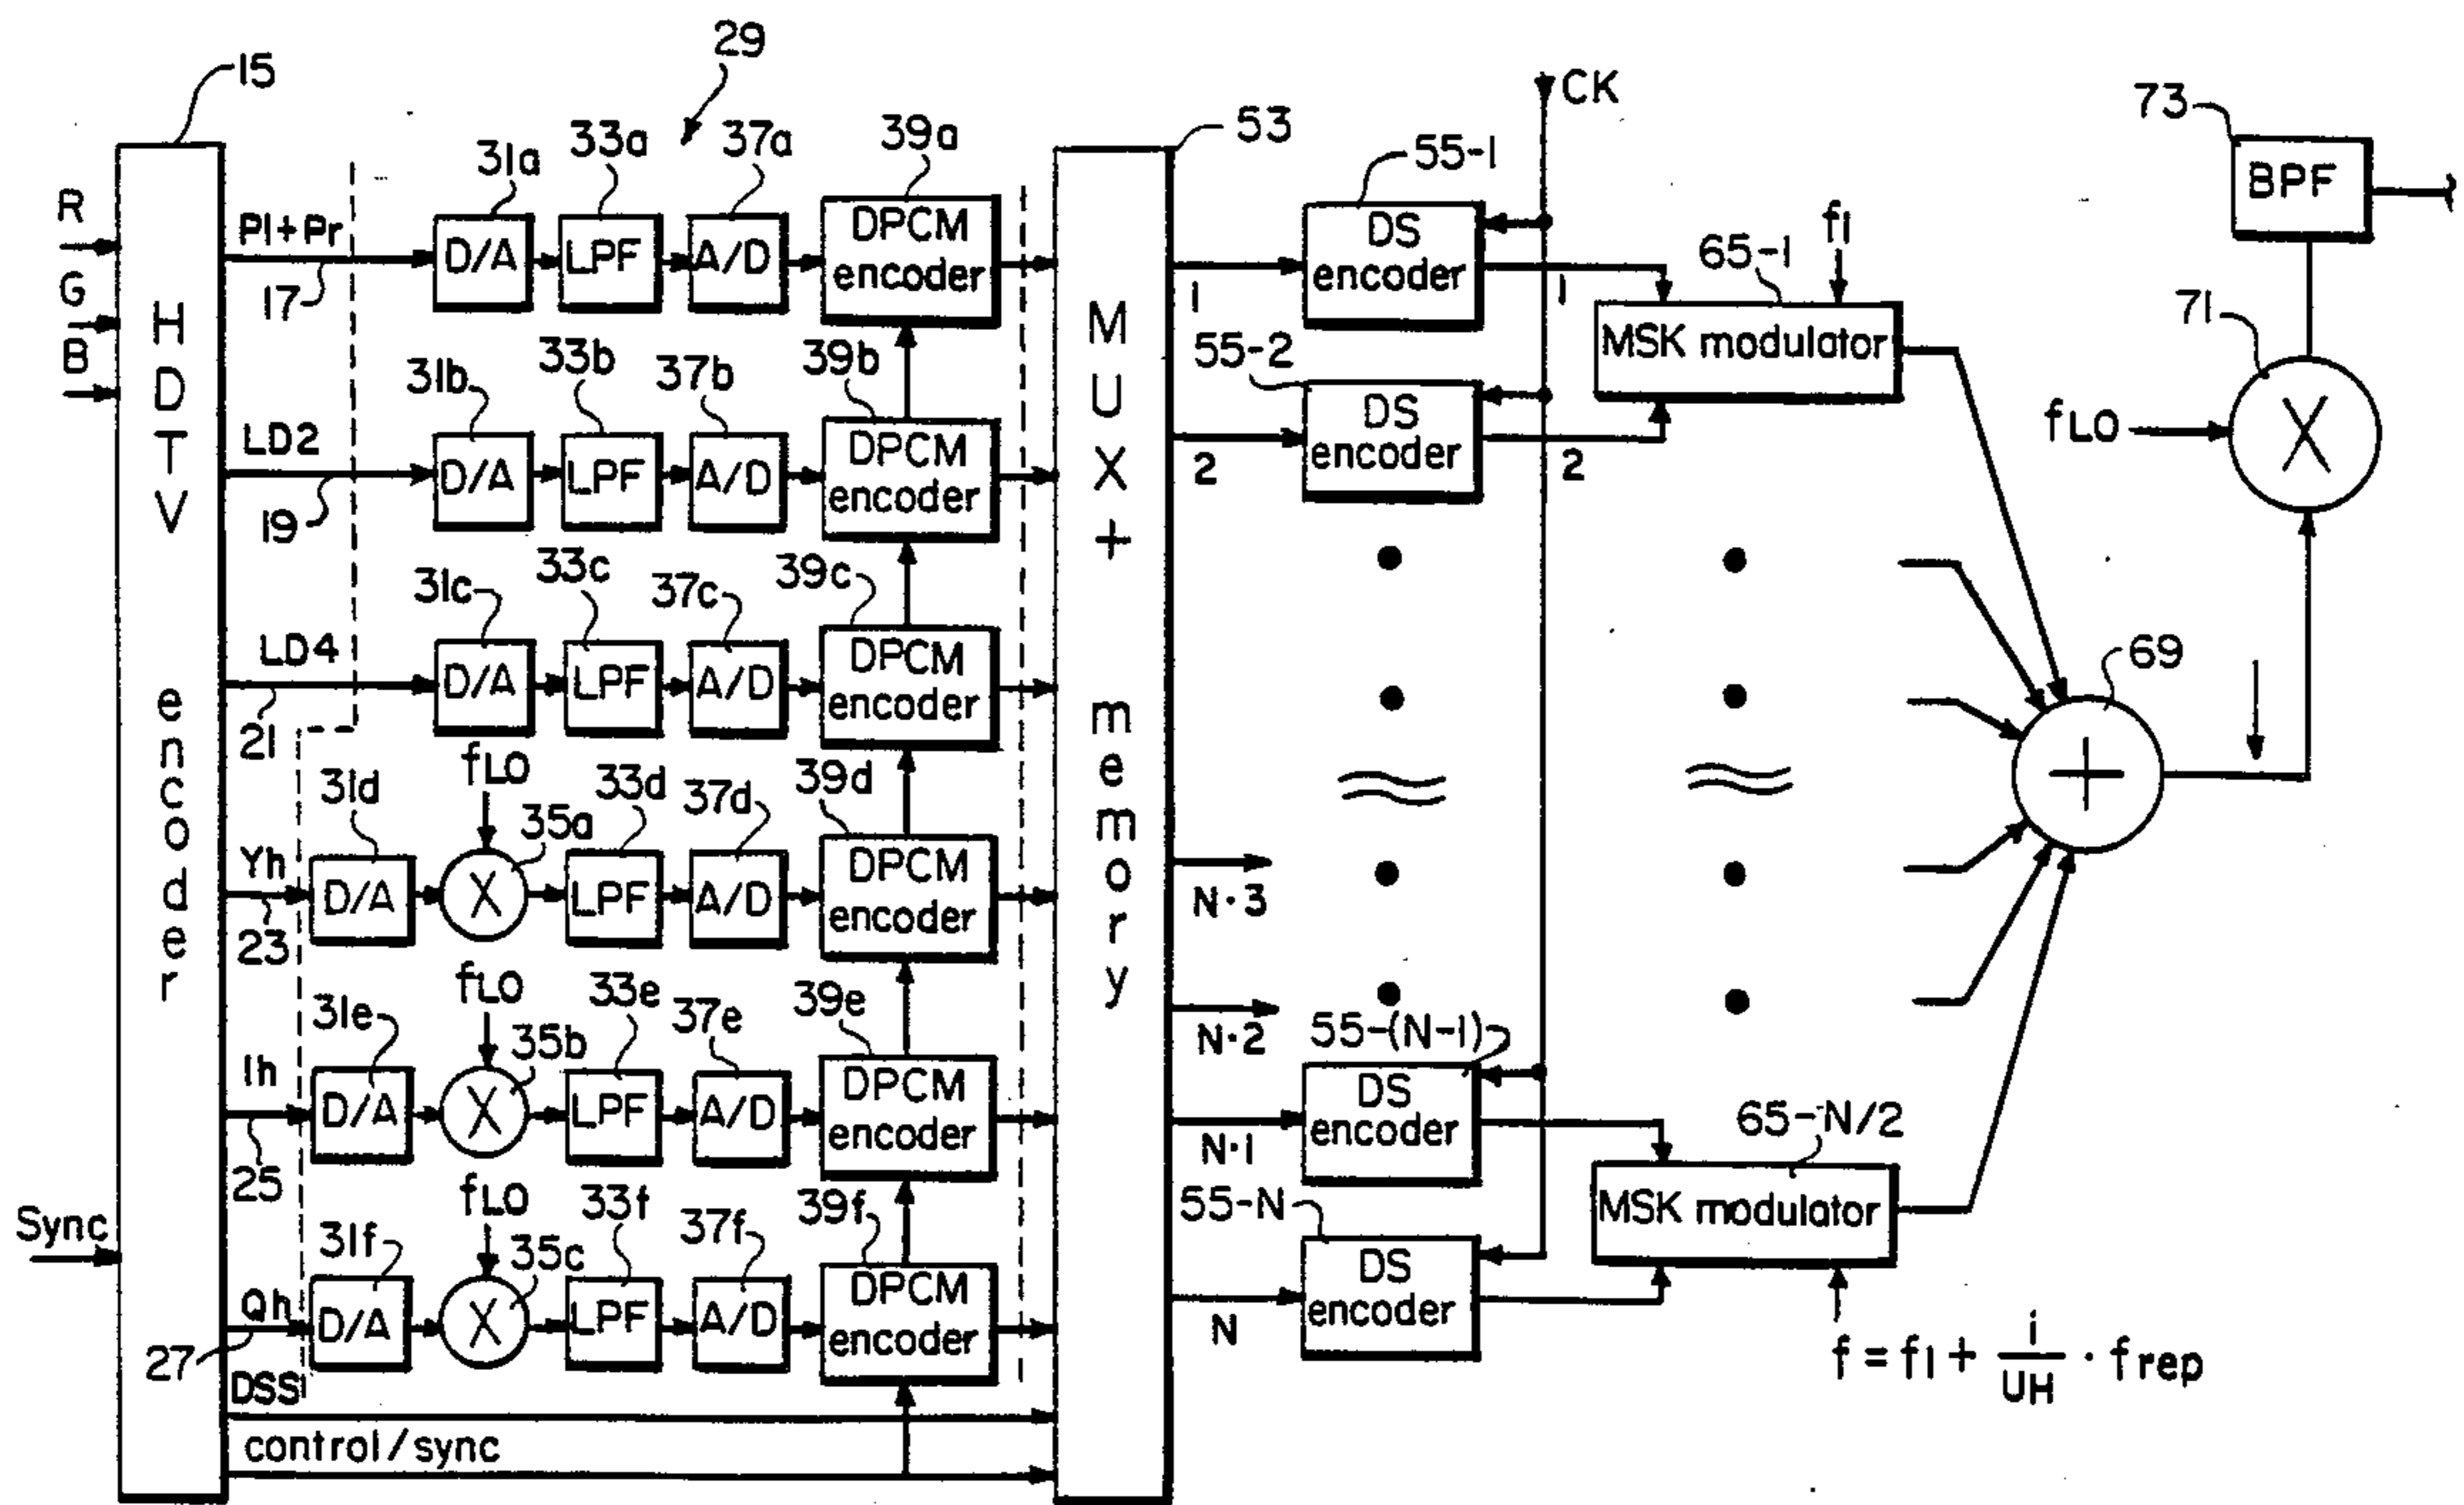 29
15
R
G
B
Sync
HDTV encoder
Pl+Pr
17
31a
33a
37a
39a
D/A
LPF
A/D
DPCM
encoder
LD2
19
31b
33b
37b
39b
D/A
LPF
A/D
DPCM
encoder
LD4
21
31c
33c
37c
39c
D/A
LPF
A/D
DPCM
encoder
Yh
23
31d
fLO
35a
33d
37d
39d
D/A
X
LPF
A/D
DPCM
encoder
Ih
25
31e
fLO
35b
33e
37e
39e
D/A
X
LPF
A/D
DPCM
encoder
Qh
27
31f
fLO
35c
33f
37f
39f
D/A
X
LPF
A/D
DPCM
encoder
DSS
control/sync
53
MUX+ memory
CK
1
55-1
DS
encoder
1
2
55-2
DS
encoder
2
N·3
N·2
N·1
55-(N-1)
DS
encoder
N
55-N
DS
encoder
65-1
f1
MSK modulator
65-N/2
MSK modulator
f=f1+ i/UH · frep
69
+
71
fLO
X
73
BPF